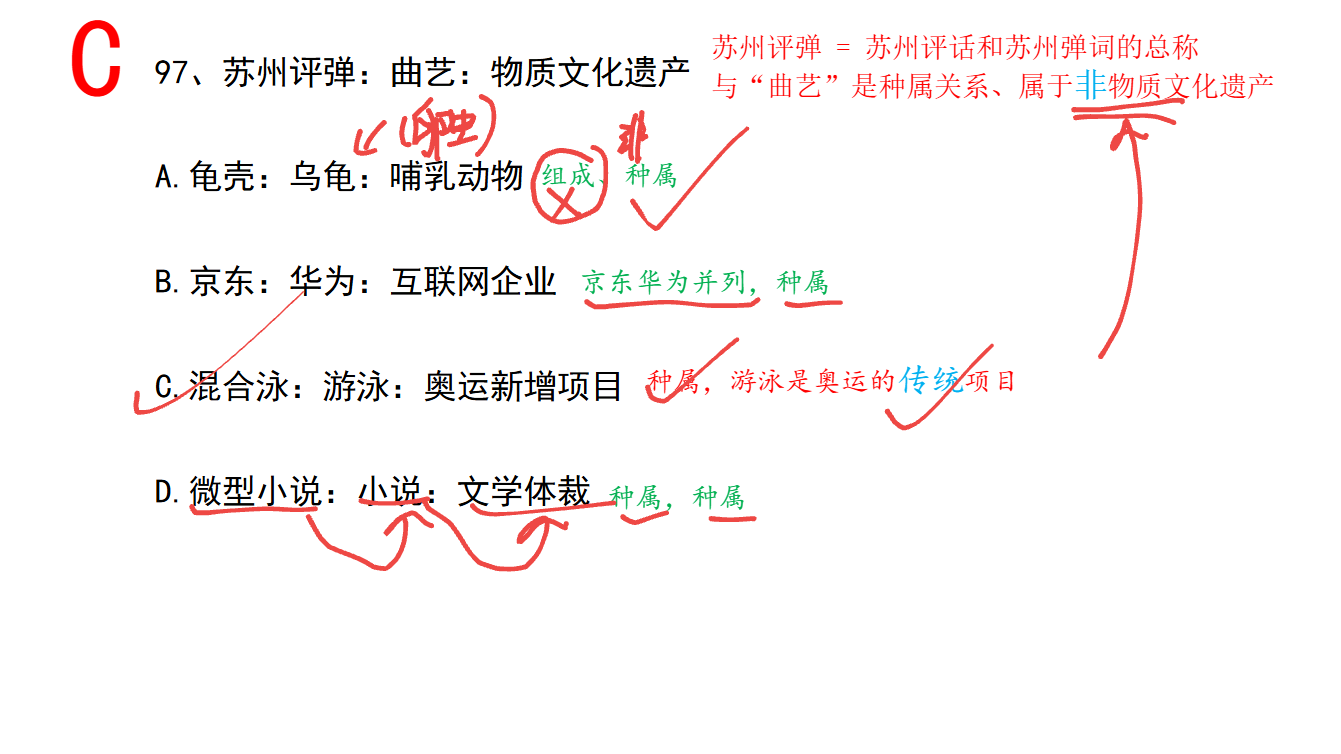 C
97、苏州评弹：曲艺：物质文化遗产
苏州评弹 = 苏州评话和苏州弹词的总称
与“曲艺”是种属关系、属于非物质文化遗产
非
A.龟壳：乌龟：哺乳动物 组成、种属
B.京东：华为：互联网企业 京东华为并列，种属
C.混合泳：游泳：奥运新增项目 种属，游泳是奥运的传统项目
D.微型小说：小说：文学体裁 种属，种属